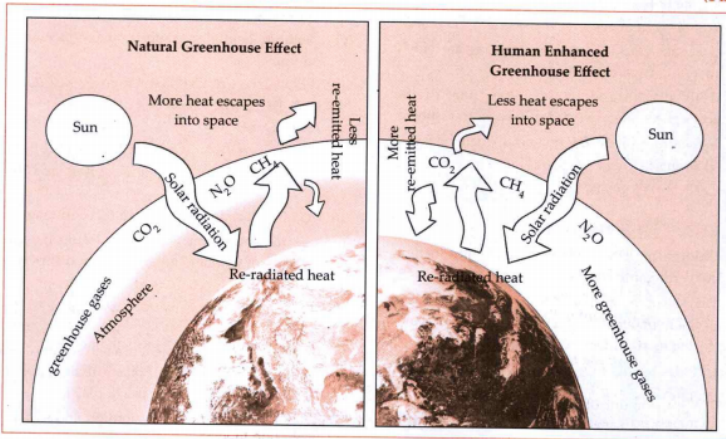 Natural Greenhouse Effect
More heat escapes
into space
Less
re-emitted heat
Sun
Solar radiation
CO₂
N₂O
CH₄
Re-radiated heat
greenhouse gases
Atmosphere
Human Enhanced
Greenhouse Effect
Less heat escapes
into space
More
re-emitted heat
Sun
Solar radiation
CO₂
CH₄
N₂O
Re-radiated heat
More greenhouse gases